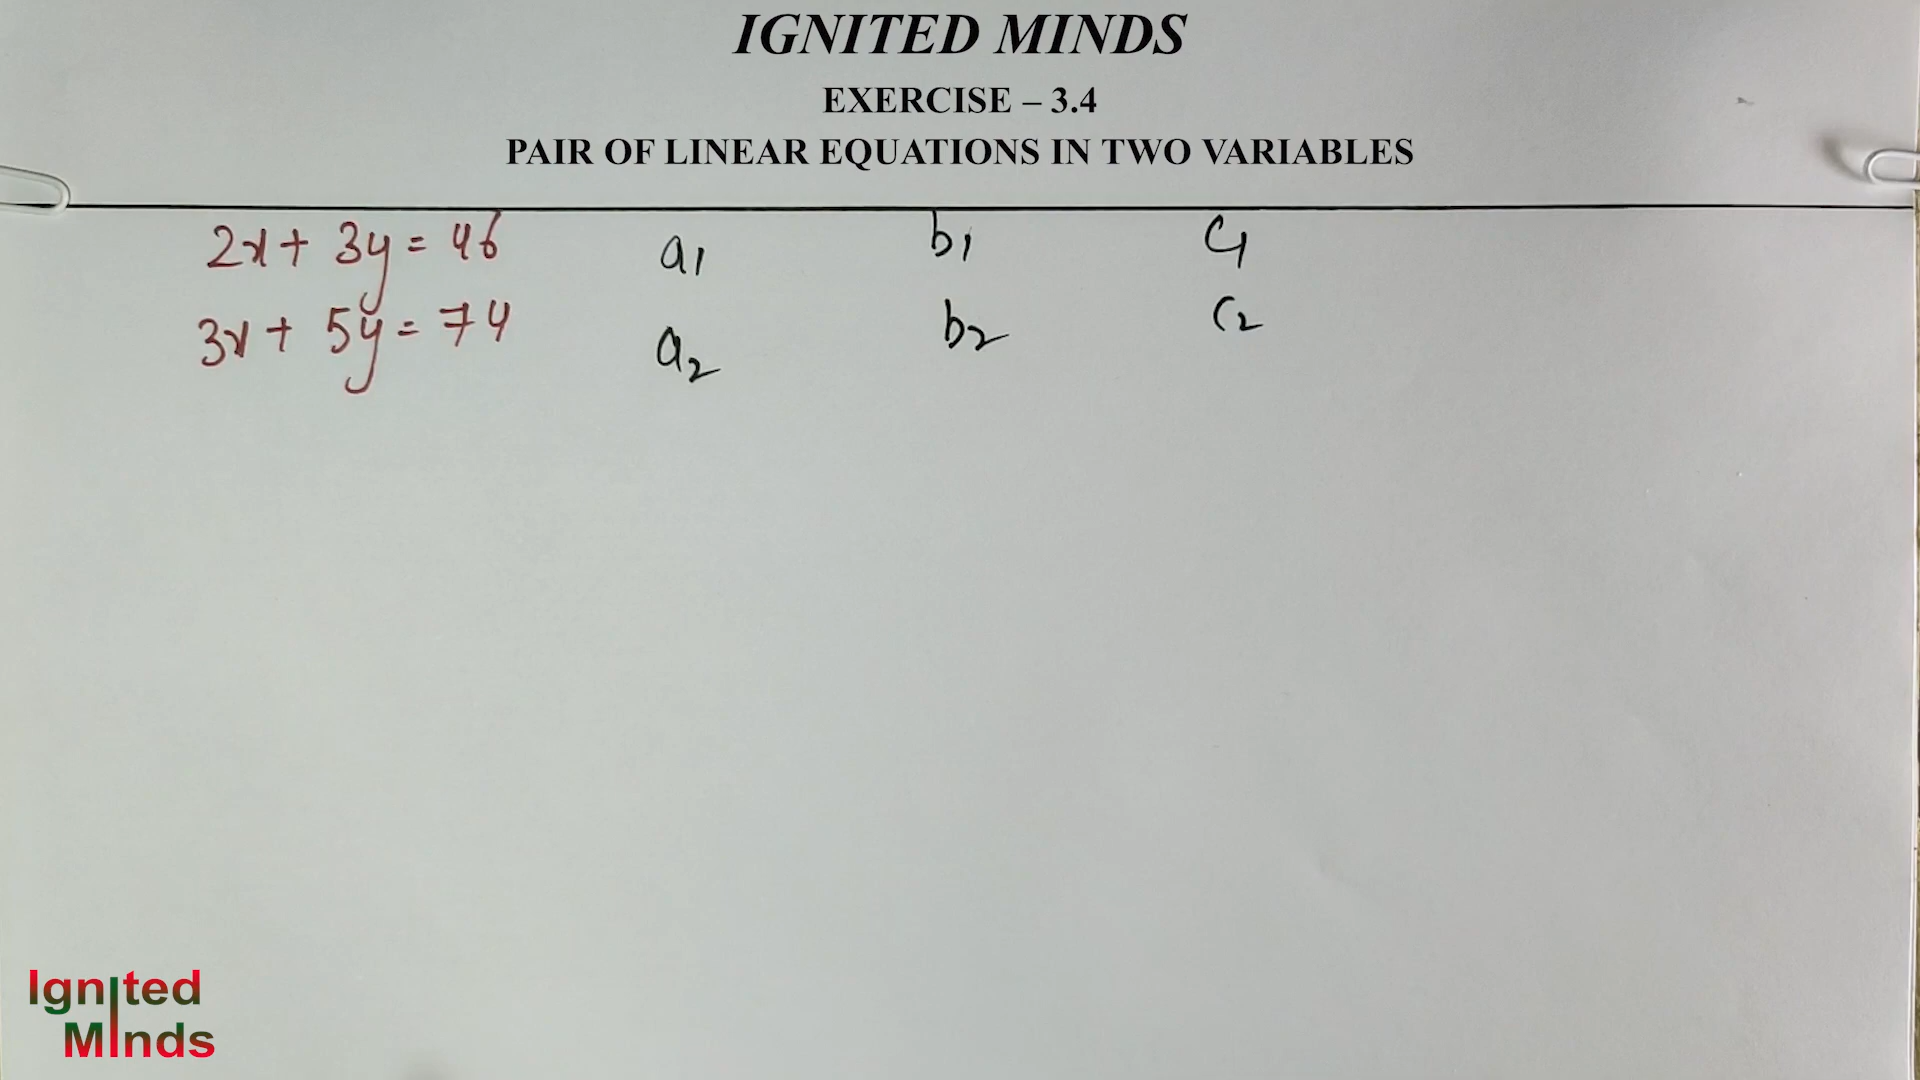 IGNITED MINDS
EXERCISE – 3.4
PAIR OF LINEAR EQUATIONS IN TWO VARIABLES
2x + 3y = 46 a1 b1 c1
3x + 5y = 74 a2 b2 c2
Ignited
Minds